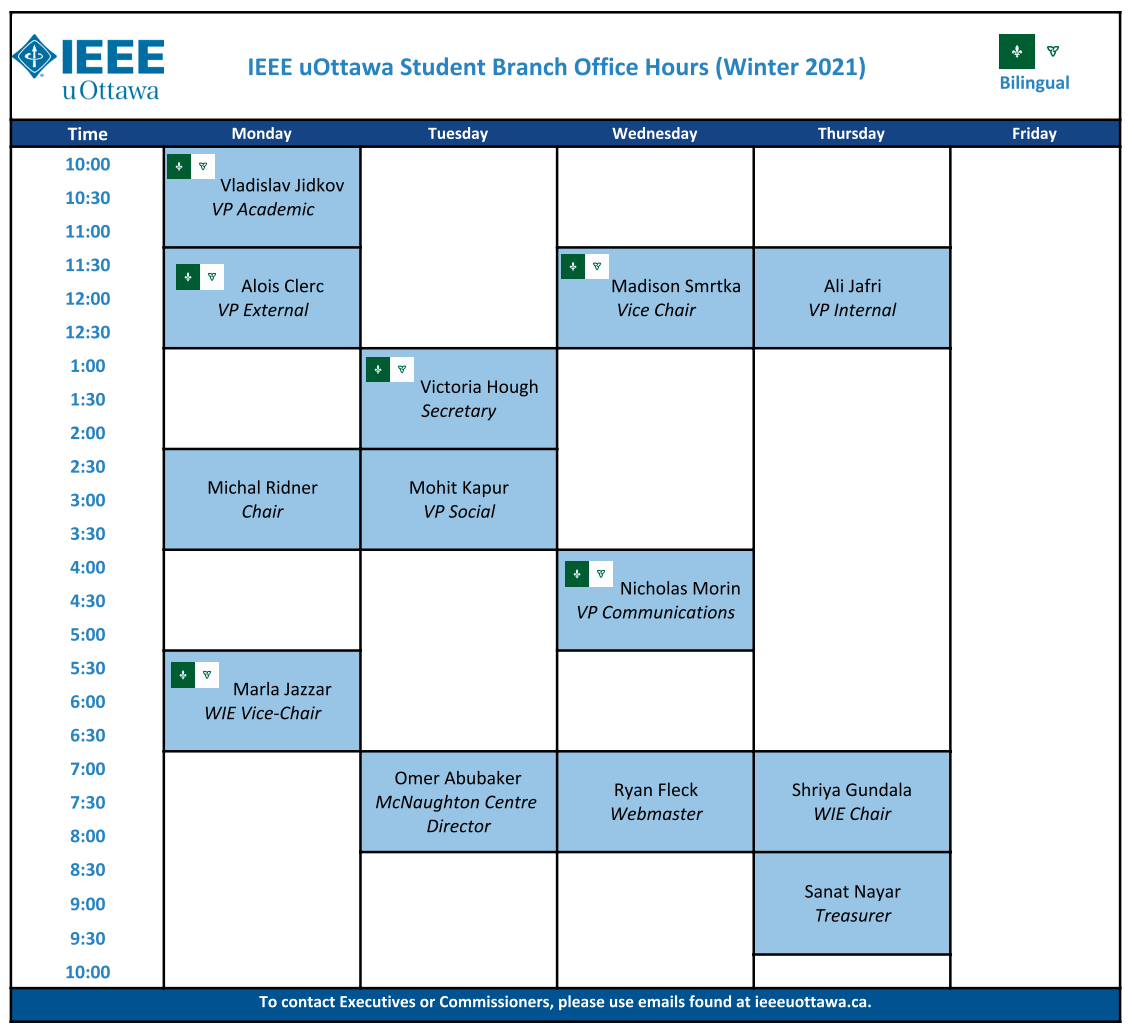 IEEE
uOttawa
IEEE uOttawa Student Branch Office Hours (Winter 2021)
Bilingual
Time Monday Tuesday Wednesday Thursday Friday
10:00
10:30
11:00
11:30
12:00
12:30
1:00
1:30
2:00
2:30
3:00
3:30
4:00
4:30
5:00
5:30
6:00
6:30
7:00
7:30
8:00
8:30
9:00
9:30
10:00
Vladislav Jidkov
VP Academic
Alois Clerc
VP External
Michal Ridner
Chair
Marla Jazzar
WIE Vice-Chair
Victoria Hough
Secretary
Mohit Kapur
VP Social
Omer Abubaker
McNaughton Centre
Director
Madison Smrtka
Vice Chair
Nicholas Morin
VP Communications
Ryan Fleck
Webmaster
Ali Jafri
VP Internal
Shriya Gundala
WIE Chair
Sanat Nayar
Treasurer
To contact Executives or Commissioners, please use emails found at ieeeuottawa.ca.